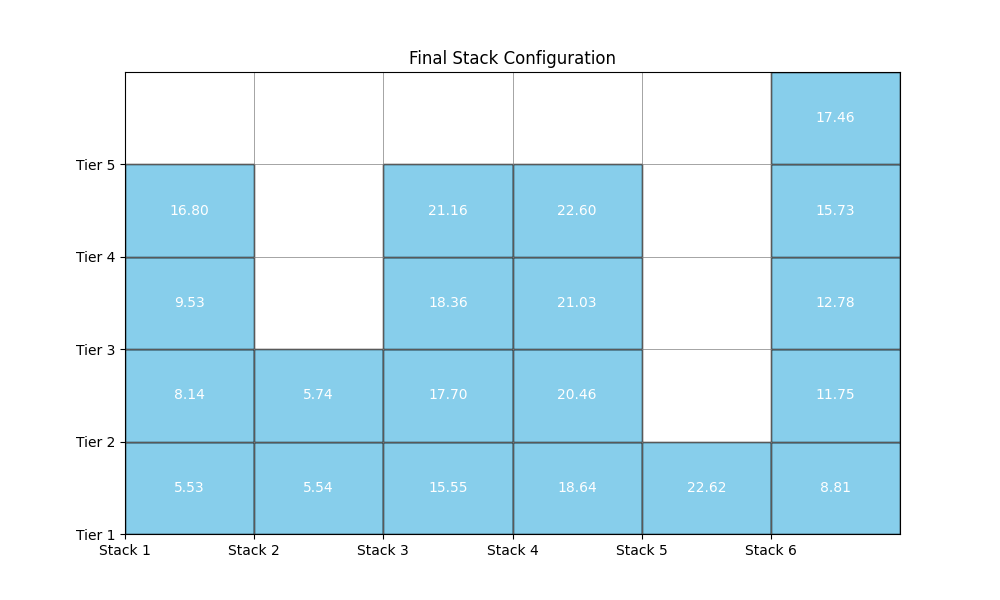 Final Stack Configuration
17.46
Tier 5
16.80 21.16 22.60 15.73
Tier 4
9.53 18.36 21.03 12.78
Tier 3
8.14 5.74 17.70 20.46 11.75
Tier 2
5.53 5.54 15.55 18.64 22.62 8.81
Tier 1
Stack 1 Stack 2 Stack 3 Stack 4 Stack 5 Stack 6